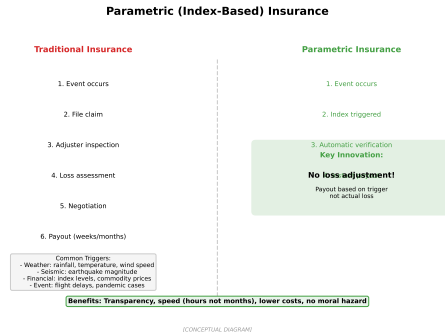 Parametric (Index-Based) Insurance
Traditional Insurance
1. Event occurs
2. File claim
3. Adjuster inspection
4. Loss assessment
5. Negotiation
6. Payout (weeks/months)
Common Triggers:
- Weather: rainfall, temperature, wind speed
- Seismic: earthquake magnitude
- Financial: index levels, commodity prices
- Event: flight delays, pandemic cases
Parametric Insurance
1. Event occurs
2. Index triggered
3. Automatic verification
Key Innovation:
No loss adjustment!
Payout based on trigger
not actual loss
Benefits: Transparency, speed (hours not months), lower costs, no moral hazard
[CONCEPTUAL DIAGRAM]